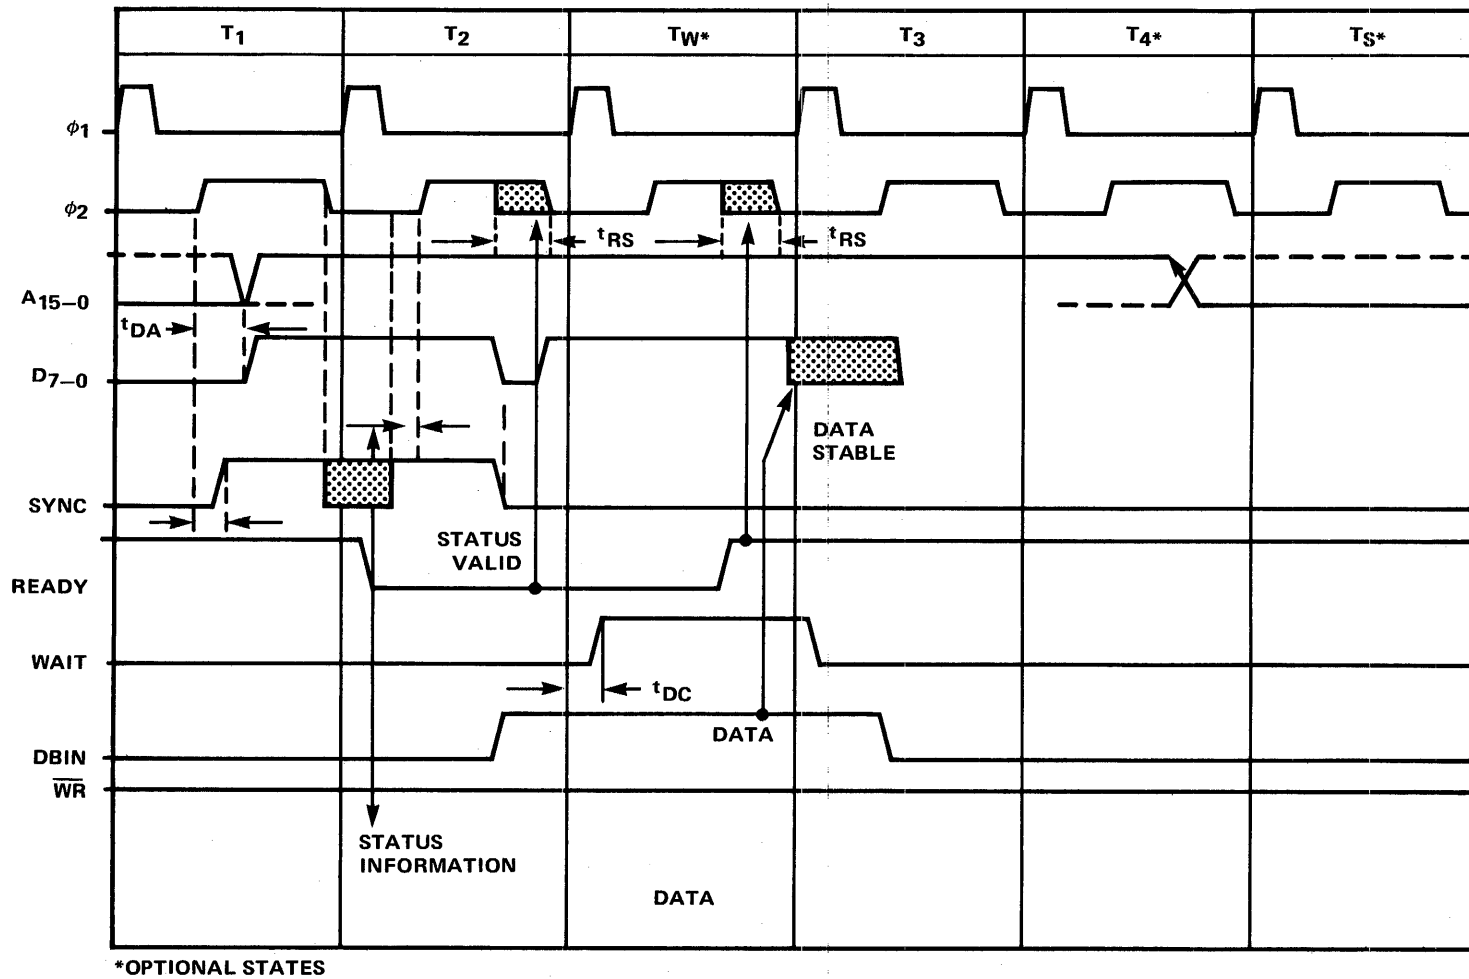 T1 T2 TW* T3 T4* TS*
φ1
φ2
tRS tRS
A15–0
tDA
D7–0
DATA
STABLE
SYNC
STATUS
VALID
READY
WAIT
tDC
DATA
DBIN
WR
STATUS
INFORMATION
DATA
*OPTIONAL STATES